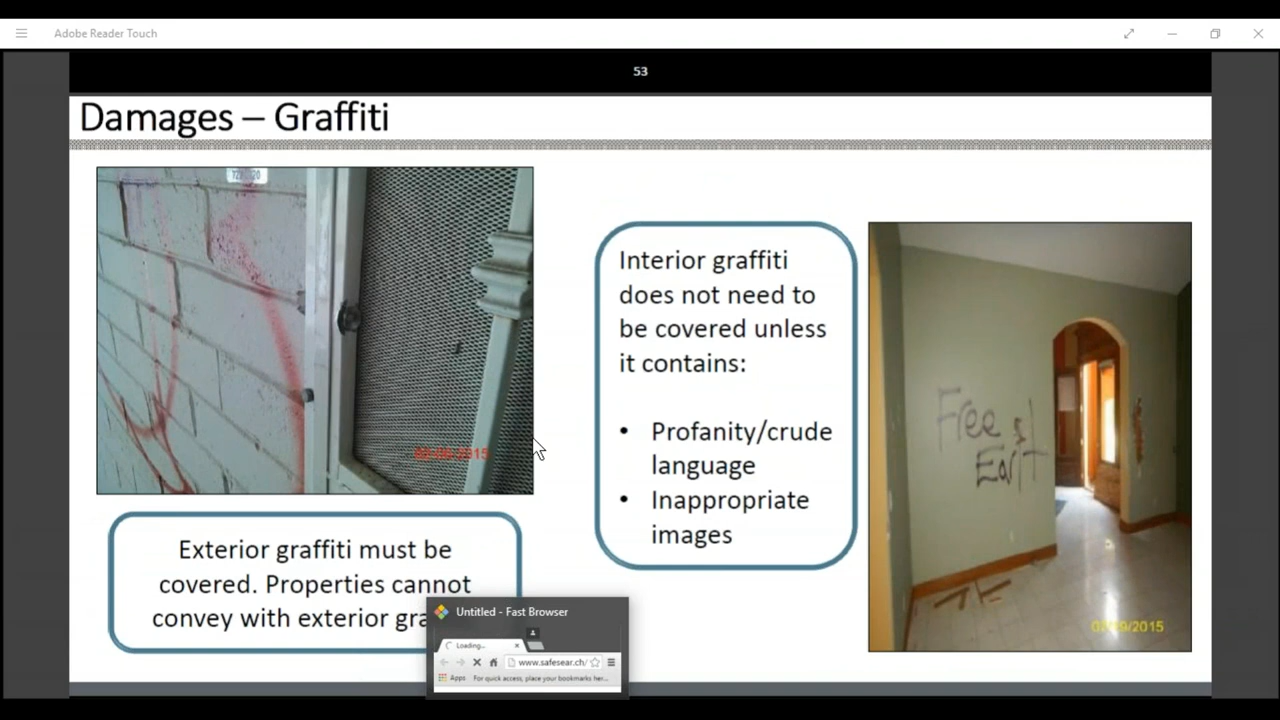 Adobe Reader Touch
53
Damages – Graffiti
Interior graffiti
does not need to
be covered unless
it contains:
• Profanity/crude
language
• Inappropriate
images
Free
Exterior graffiti must be
covered. Properties cannot
convey with exterior
/2015
Untitled - Fast Browser
Loading...
www.safesear.ch/
Apps For quick access, place your bookmarks her...